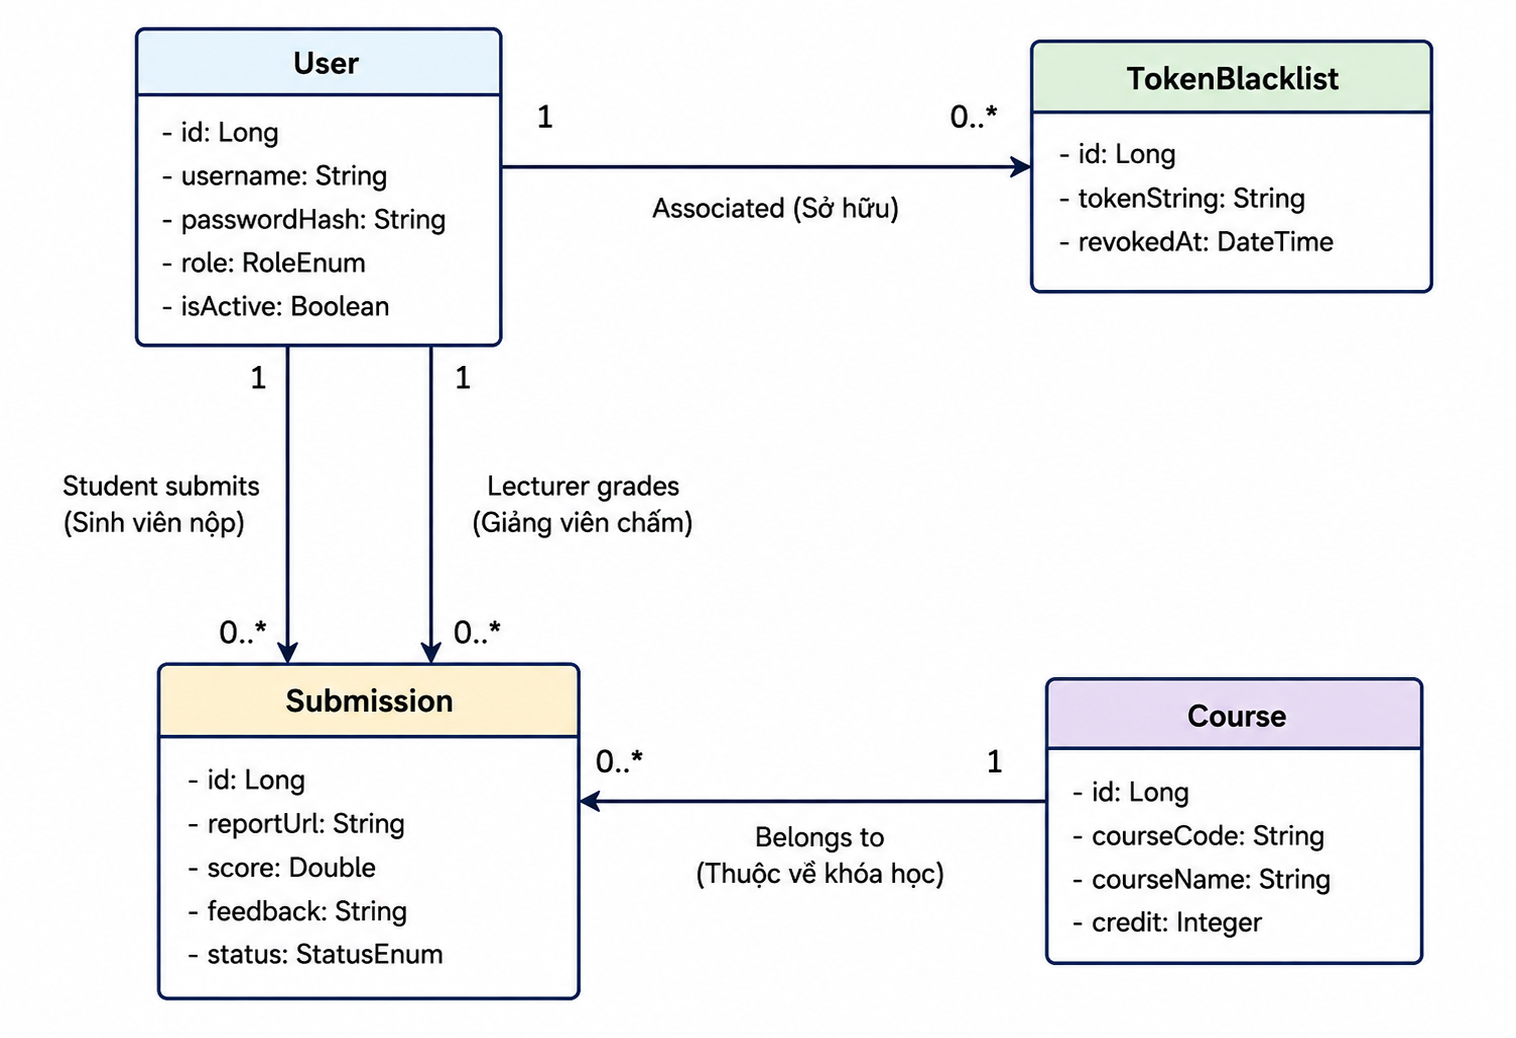 User
- id: Long
- username: String
- passwordHash: String
- role: RoleEnum
- isActive: Boolean
1
0..*
Associated (Sở hữu)
TokenBlacklist
- id: Long
- tokenString: String
- revokedAt: DateTime
1
1
Student submits
(Sinh viên nộp)
Lecturer grades
(Giảng viên chấm)
0..*
0..*
Submission
- id: Long
- reportUrl: String
- score: Double
- feedback: String
- status: StatusEnum
0..*
1
Belongs to
(Thuộc về khóa học)
Course
- id: Long
- courseCode: String
- courseName: String
- credit: Integer